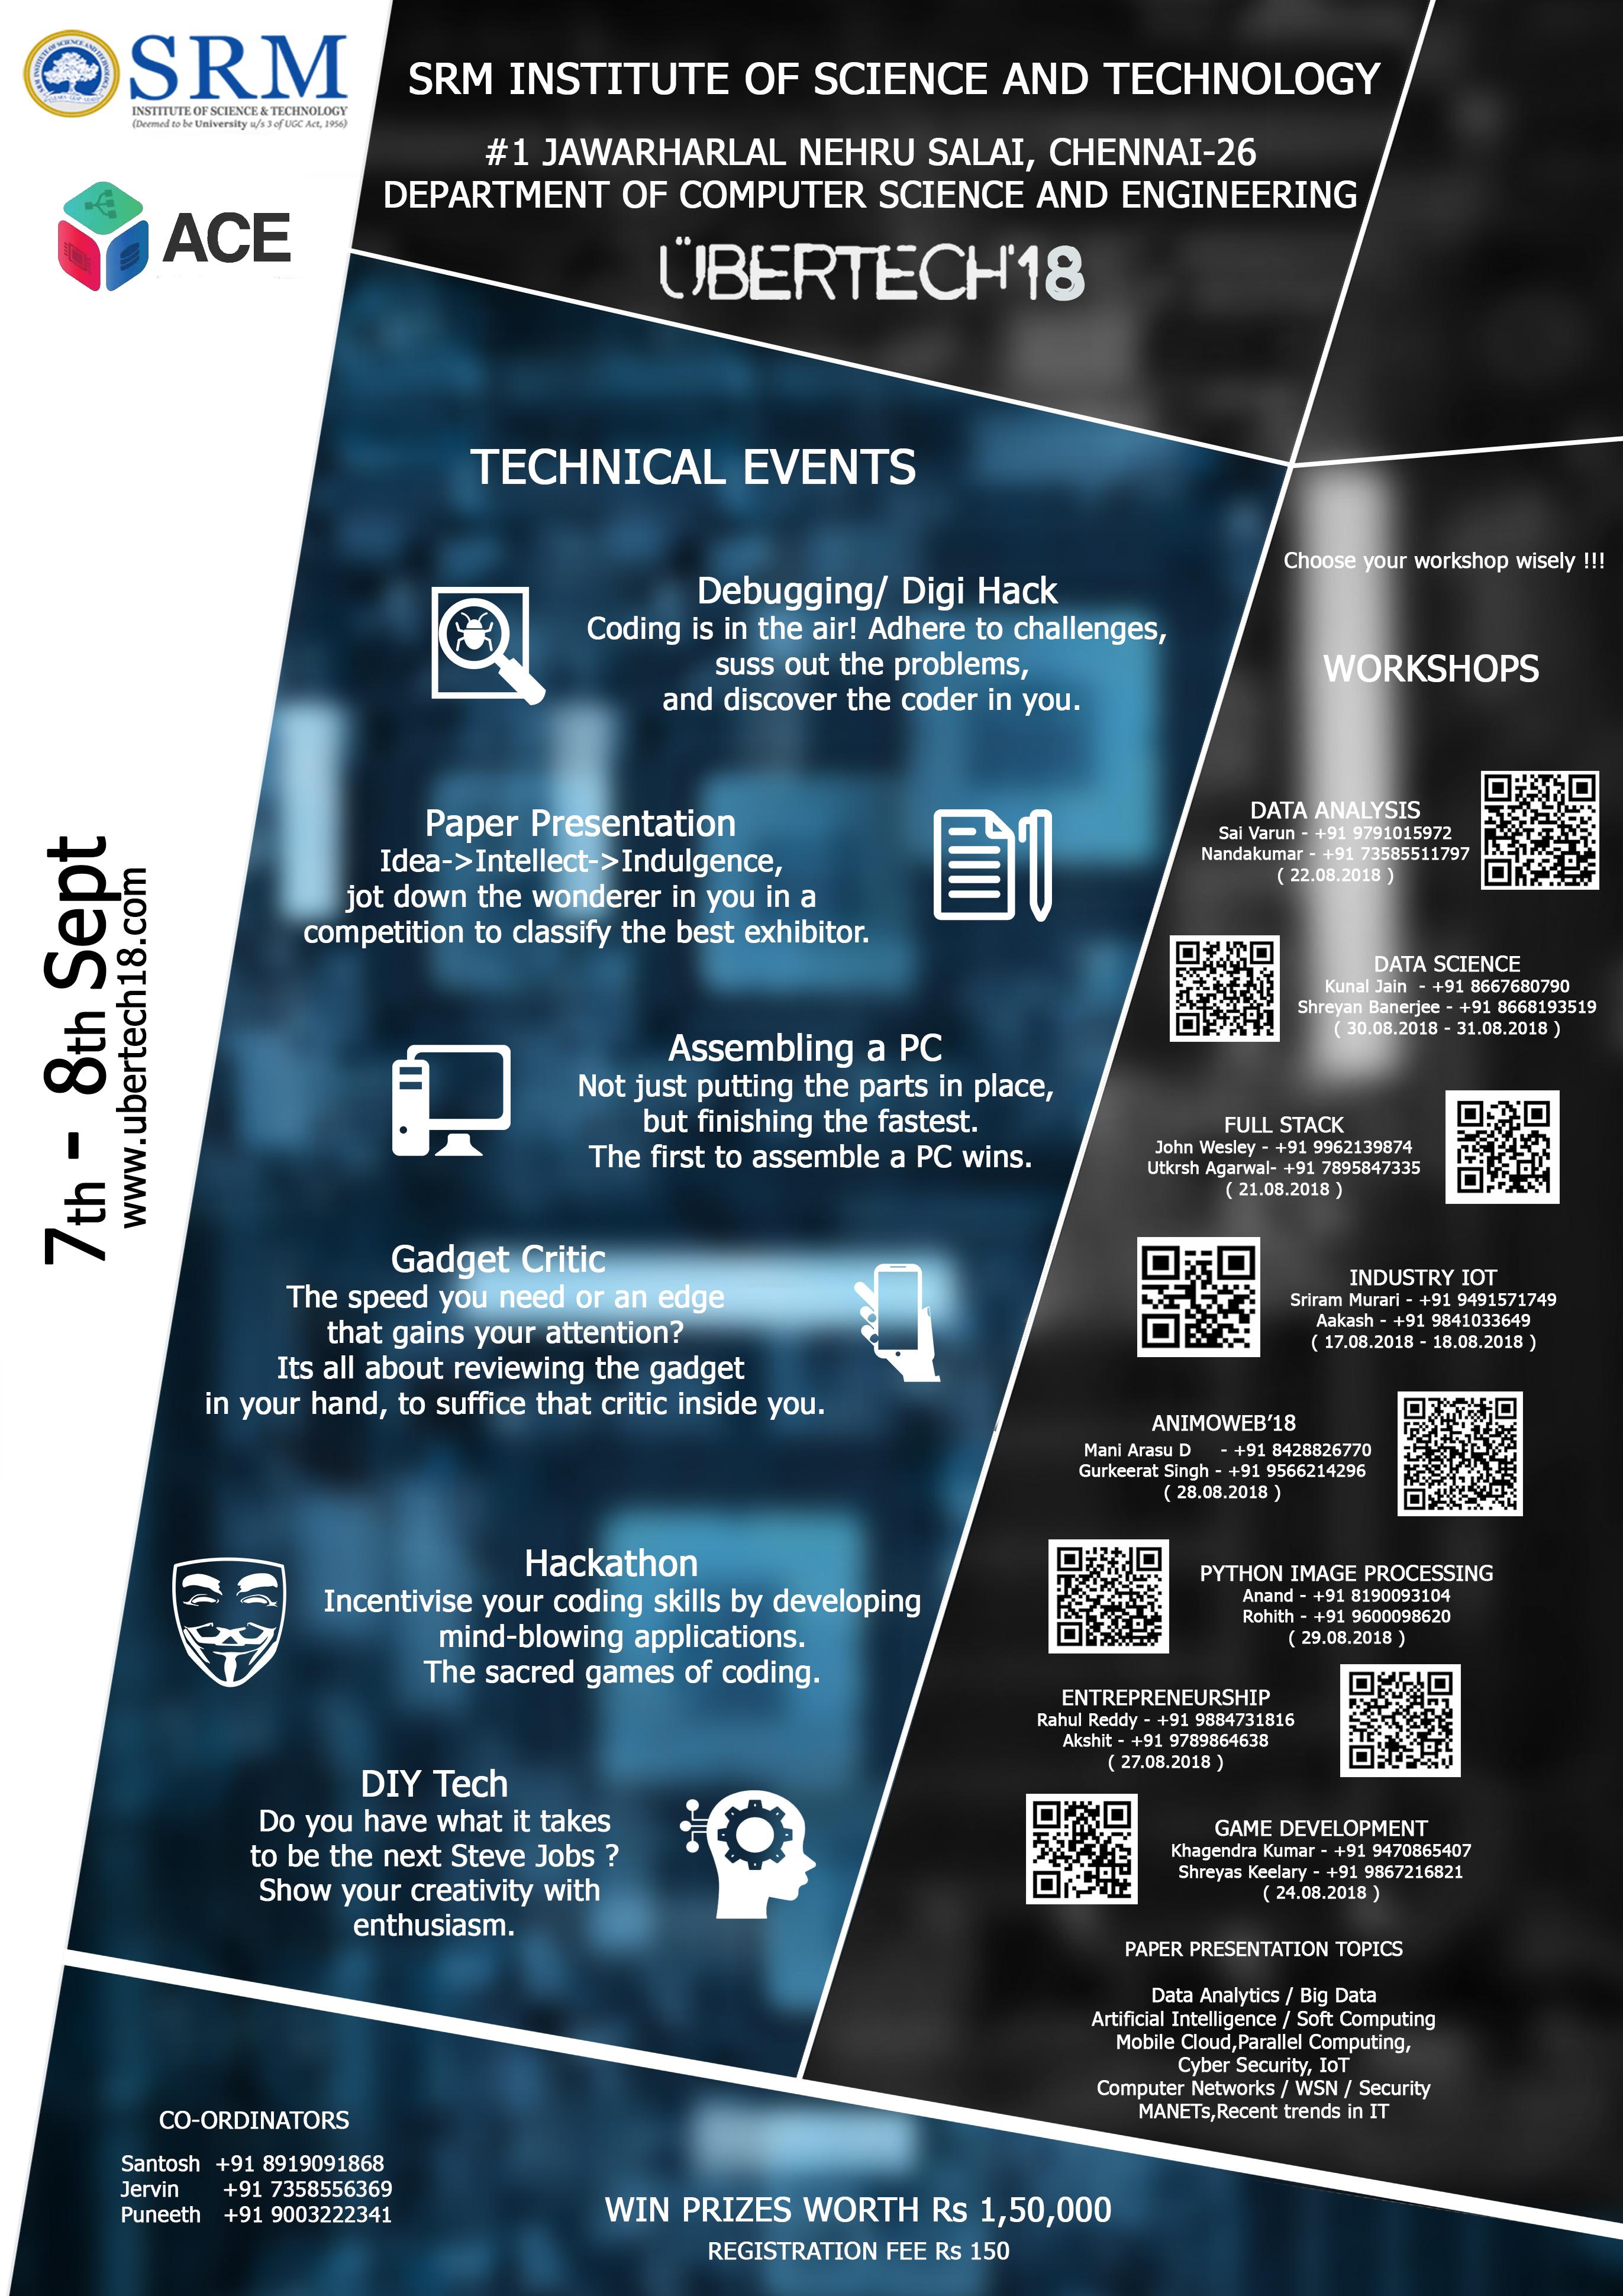 SRM
INSTITUTE OF SCIENCE & TECHNOLOGY
(Deemed to be University u/s 3 of UGC Act, 1956)
ACE
SRM INSTITUTE OF SCIENCE AND TECHNOLOGY
#1 JAWARHARLAL NEHRU SALAI, CHENNAI-26
DEPARTMENT OF COMPUTER SCIENCE AND ENGINEERING
ÜBERTECH'18
7th - 8th Sept
www.ubertech18.com
TECHNICAL EVENTS
Debugging/ Digi Hack
Coding is in the air! Adhere to challenges,
suss out the problems,
and discover the coder in you.
Paper Presentation
Idea->Intellect->Indulgence,
jot down the wonderer in you in a
competition to classify the best exhibitor.
Assembling a PC
Not just putting the parts in place,
but finishing the fastest.
The first to assemble a PC wins.
Gadget Critic
The speed you need or an edge
that gains your attention?
Its all about reviewing the gadget
in your hand, to suffice that critic inside you.
Hackathon
Incentivise your coding skills by developing
mind-blowing applications.
The sacred games of coding.
DIY Tech
Do you have what it takes
to be the next Steve Jobs ?
Show your creativity with
enthusiasm.
Choose your workshop wisely !!!
WORKSHOPS
DATA ANALYSIS
Sai Varun - +91 9791015972
Nandakumar - +91 73585511797
( 22.08.2018 )
DATA SCIENCE
Kunal Jain - +91 8667680790
Shreyan Banerjee - +91 8668193519
( 30.08.2018 - 31.08.2018 )
FULL STACK
John Wesley - +91 9962139874
Utkrsh Agarwal- +91 7895847335
( 21.08.2018 )
INDUSTRY IOT
Sriram Murari - +91 9491571749
Aakash - +91 9841033649
( 17.08.2018 - 18.08.2018 )
ANIMOWEB’18
Mani Arasu D - +91 8428826770
Gurkeerat Singh - +91 9566214296
( 28.08.2018 )
PYTHON IMAGE PROCESSING
Anand - +91 8190093104
Rohith - +91 9600098620
( 29.08.2018 )
ENTREPRENEURSHIP
Rahul Reddy - +91 9884731816
Akshit - +91 9789864638
( 27.08.2018 )
GAME DEVELOPMENT
Khagendra Kumar - +91 9470865407
Shreyas Keelary - +91 9867216821
( 24.08.2018 )
PAPER PRESENTATION TOPICS
Data Analytics / Big Data
Artificial Intelligence / Soft Computing
Mobile Cloud,Parallel Computing,
Cyber Security, IoT
Computer Networks / WSN / Security
MANETs,Recent trends in IT
CO-ORDINATORS
Santosh +91 8919091868
Jervin +91 7358556369
Puneeth +91 9003222341
WIN PRIZES WORTH Rs 1,50,000
REGISTRATION FEE Rs 150